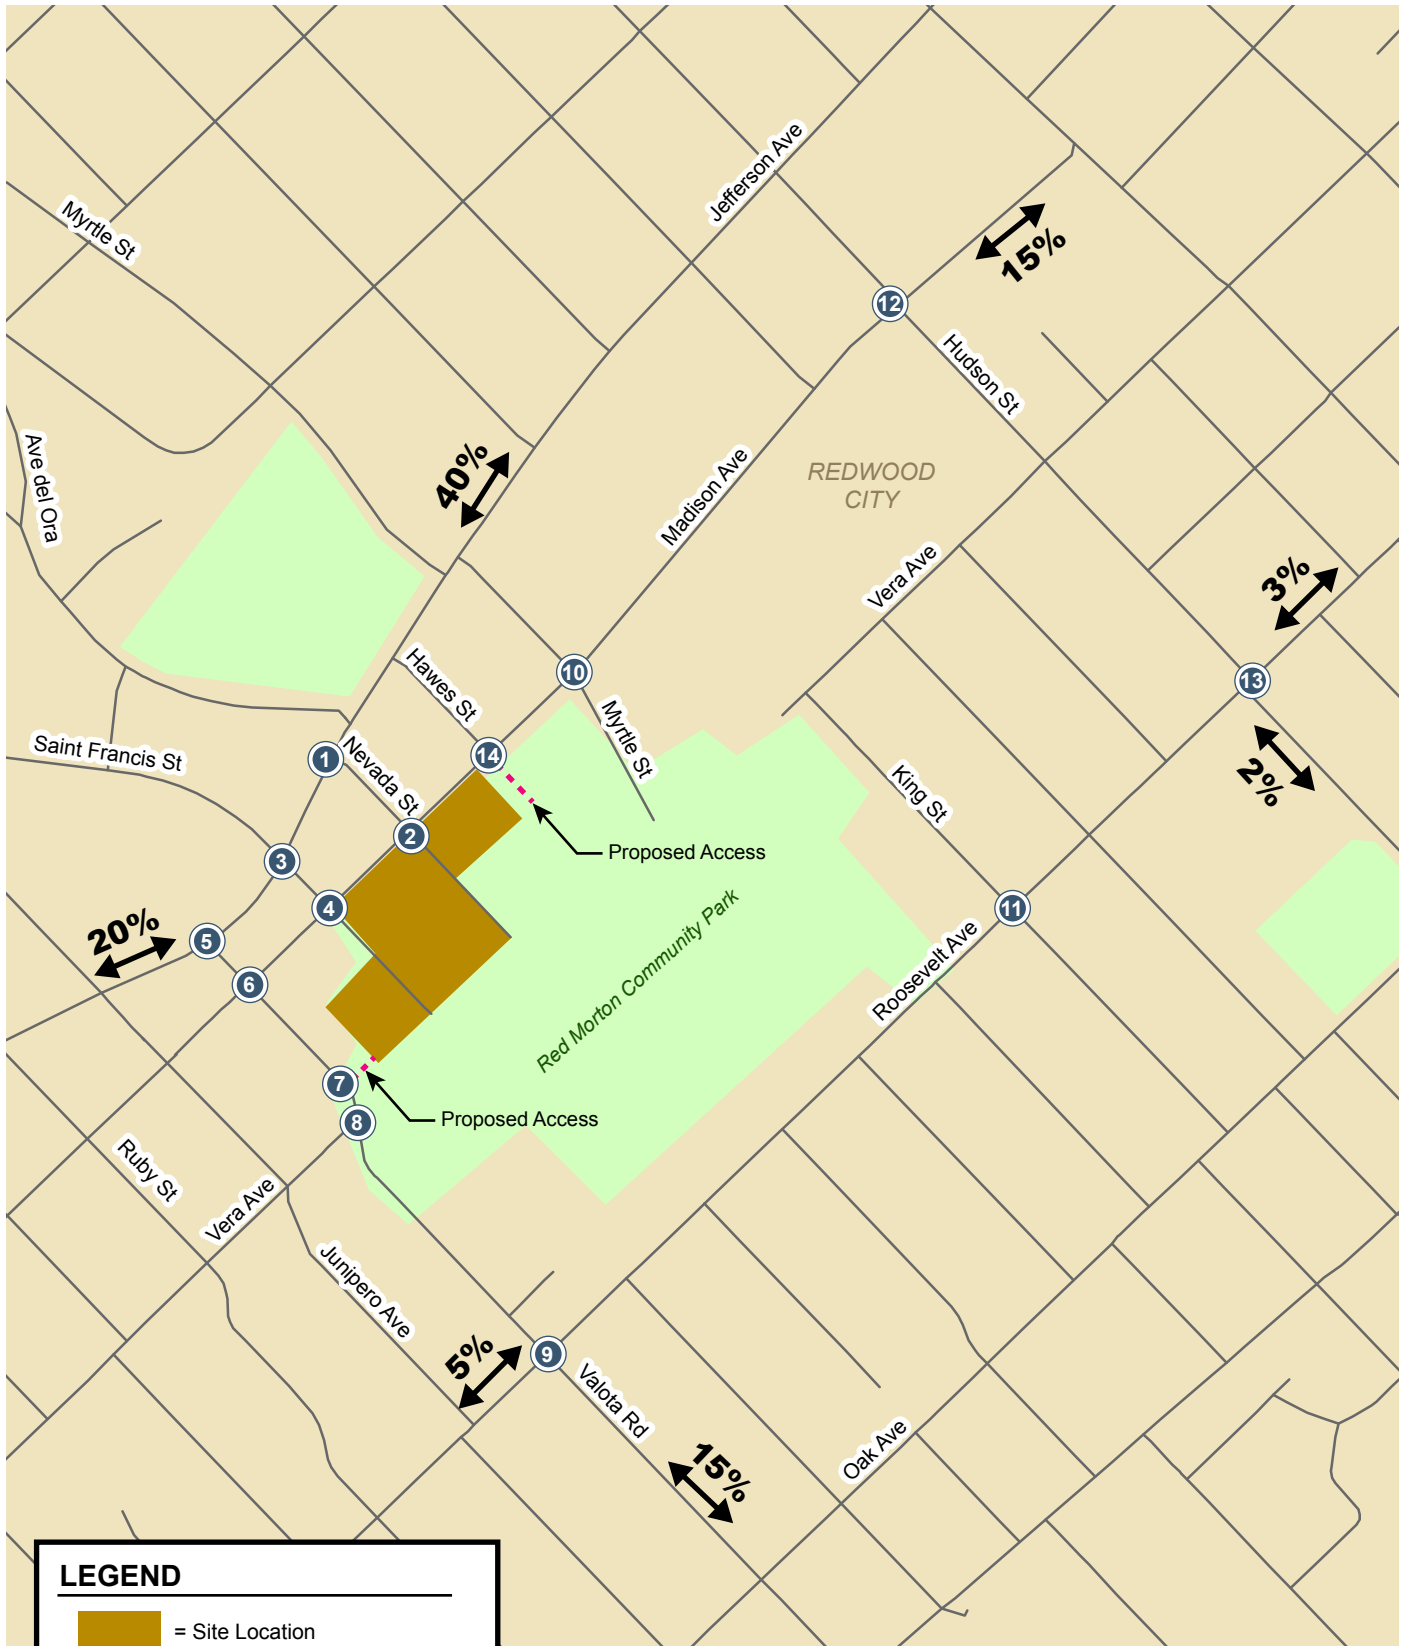 Jefferson Ave
Myrtle St
15%
12
Hudson St
Ave del Ora
40%
Madison Ave
REDWOOD
CITY
Vera Ave
3%
Hawes St
10
13
Myrtle St
Saint Francis St
1
Nevada St
14
2%
King St
2
Proposed Access
3
4
Red Morton Community Park
11
20%
5
Roosevelt Ave
6
7
8
Proposed Access
Ruby St
Vera Ave
Junipero Ave
5%
9
Valota Rd
Oak Ave
15%
LEGEND
= Site Location